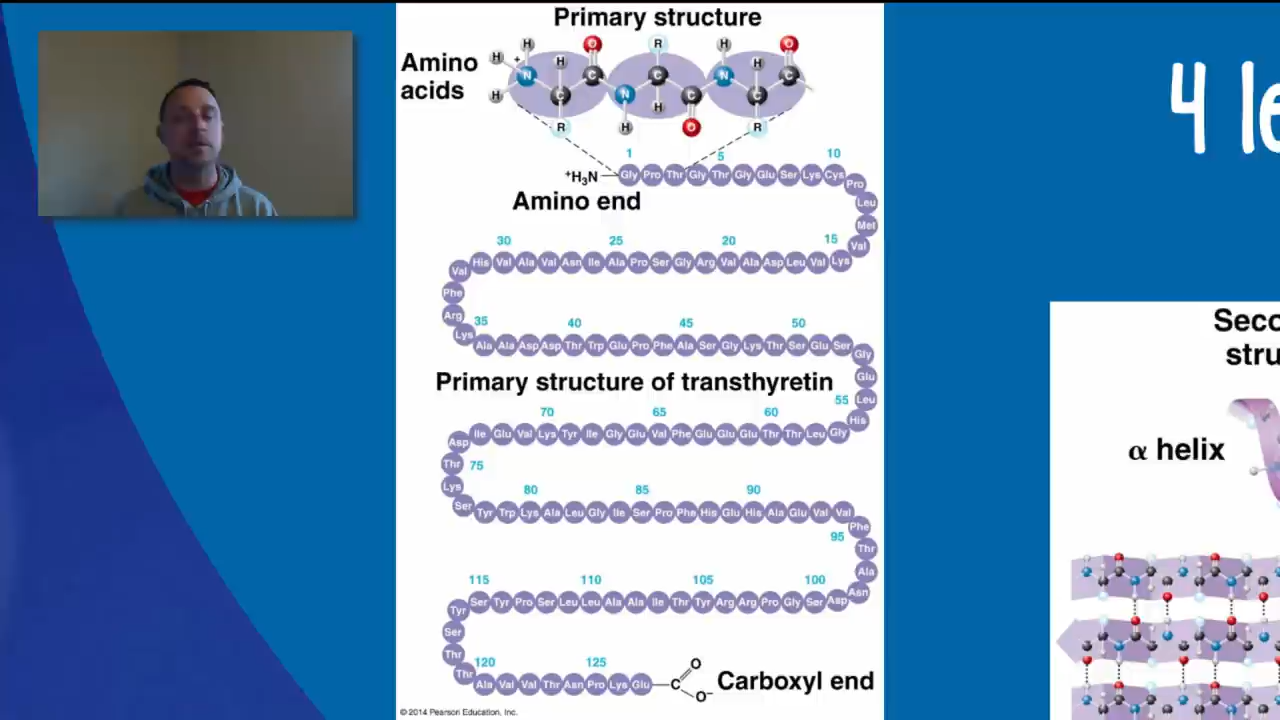 Primary structure
Amino
acids
H H H O R H H O
+
N C C N C C N C C
H R H H O R
1 5 10
+H3N Gly Pro Thr Gly Thr Gly Glu Ser Lys Cys
Pro
Leu
Met
Val
Amino end
30 25 20 15
His Val Ala Val Asn Ile Ala Pro Ser Gly Arg Val Ala Asp Leu Val Lys
Val
Phe
Arg
Lys
35 40 45 50
Ala Ala Asp Asp Thr Trp Glu Pro Phe Ala Ser Gly Lys Thr Ser Glu Ser
Gly
Glu
Leu
His
Primary structure of transthyretin
70 65 60 55
Ile Glu Val Lys Tyr Ile Gly Glu Val Phe Glu Glu Glu Thr Thr Leu Gly
Asp
Thr
Lys
Ser
75 80 85 90
Tyr Trp Lys Ala Leu Gly Ile Ser Pro Phe His Glu His Ala Glu Val Val
Phe
Thr
Ala
Asn
95
115 110 105 100
Ser Tyr Pro Ser Leu Leu Ala Ala Ile Thr Tyr Arg Arg Pro Gly Ser Asp
Tyr
Ser
Thr
Thr
120 125
Ala Val Val Thr Asn Pro Lys Glu C O O-
Carboxyl end
© 2014 Pearson Education, Inc.
4 le
Seco
stru
α helix